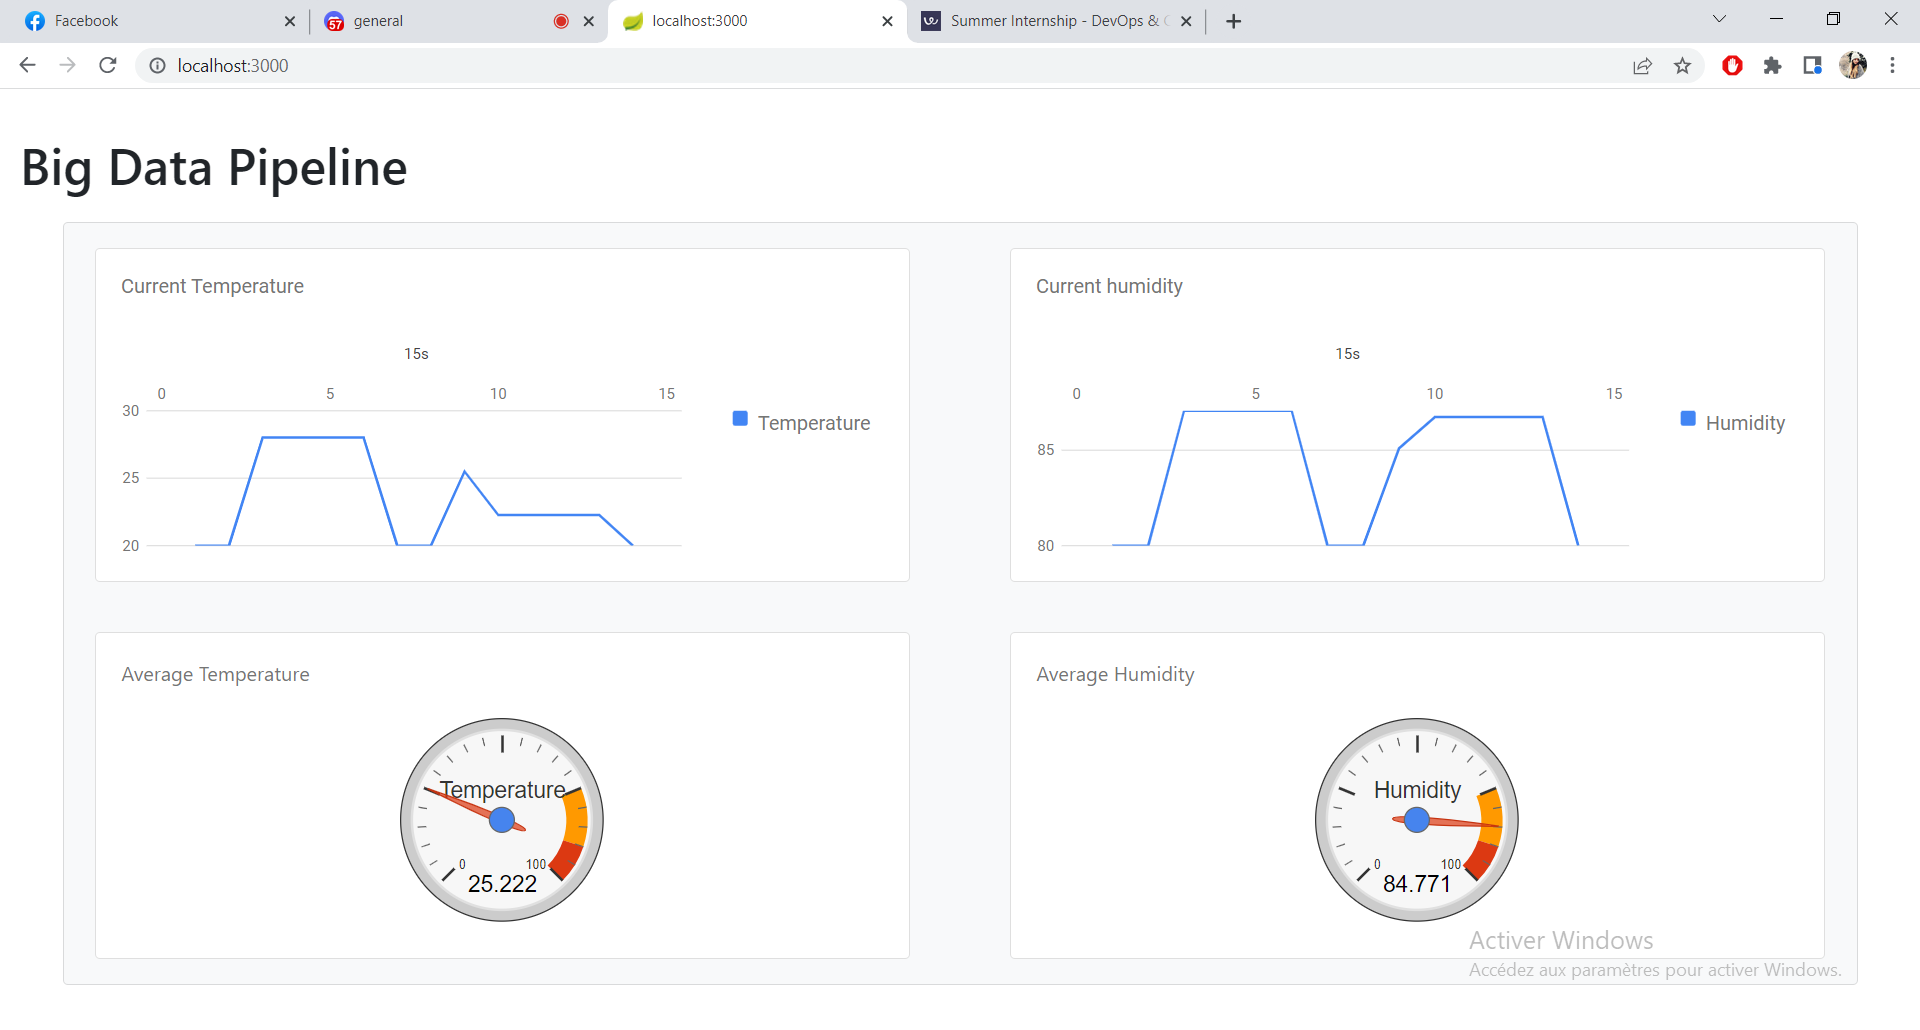 Facebook
57
general
localhost:3000
Summer Internship - DevOps &
localhost:3000
Big Data Pipeline
Current Temperature
15s
0 5 10 15
30
25
20
Temperature
Current humidity
15s
0 5 10 15
85
80
Humidity
Average Temperature
Temperature
0 100
25.222
Average Humidity
Humidity
0 100
84.771
Activer Windows
Accédez aux paramètres pour activer Windows.